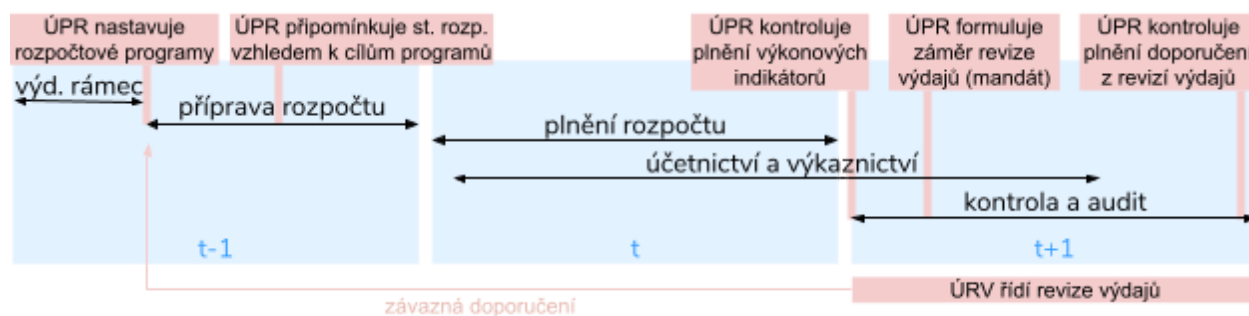 ÚPR nastavuje
rozpočtové programy
ÚPR připomínkuje st. rozp.
vzhledem k cílům programů
ÚPR kontroluje
plnění výkonových
indikátorů
ÚPR formuluje
záměr revize
výdajů (mandát)
ÚPR kontroluje
plnění doporučení
z revizí výdajů
výd. rámec
příprava rozpočtu
plnění rozpočtu
účetnictví a výkaznictví
kontrola a audit
t-1
t
t+1
ÚRV řídí revize výdajů
závazná doporučení